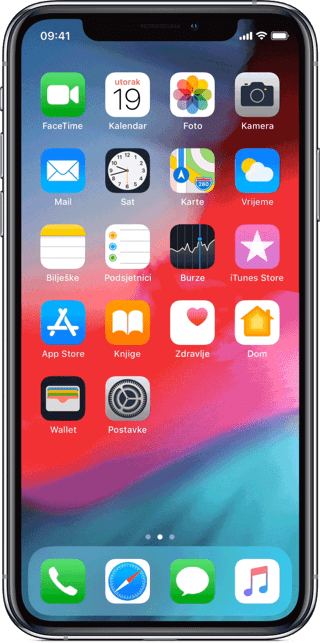 09:41
utorak
19
FaceTime Kalendar Foto Kamera
280
Mail Sat Karte Vrijeme
Bilješke Podsjetnici Burze iTunes Store
App Store Knjige Zdravlje Dom
Wallet Postavke